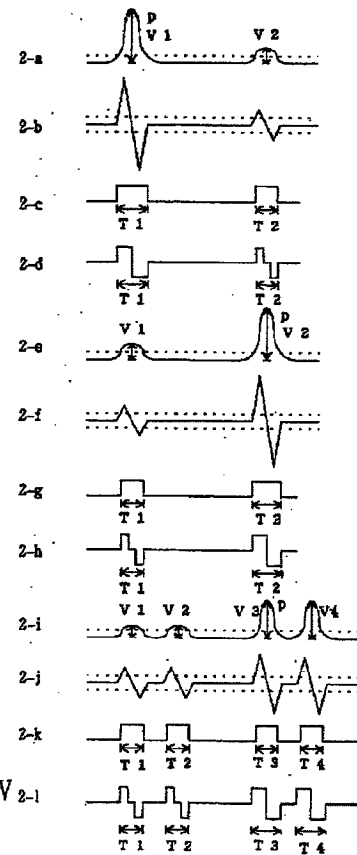 p
V 1 V 2
2-a
2-b
2-c
T 1 T 2
2-d
T 1 T 2
p
V 1 V 2
2-e
2-f
2-g
T 1 T 2
2-h
T 1 T 2
V 1 V 2 V 3 p V 4
2-i
2-j
2-k
T 1 T 2 T 3 T 4
V 2-l
T 1 T 2 T 3 T 4